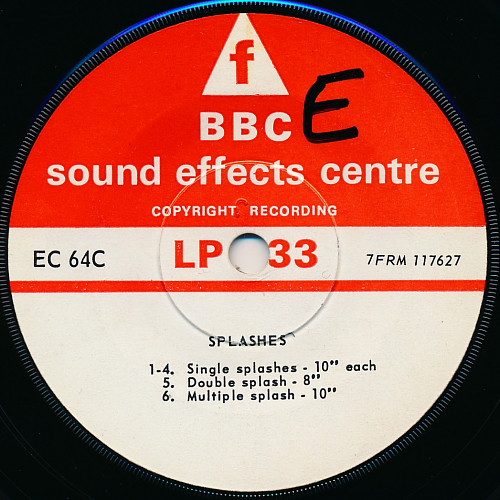 f
BBC E
sound effects centre
COPYRIGHT RECORDING
EC 64C LP 33 7FRM 117627
SPLASHES
1-4. Single splashes - 10" each
5. Double splash - 8"
6. Multiple splash - 10"